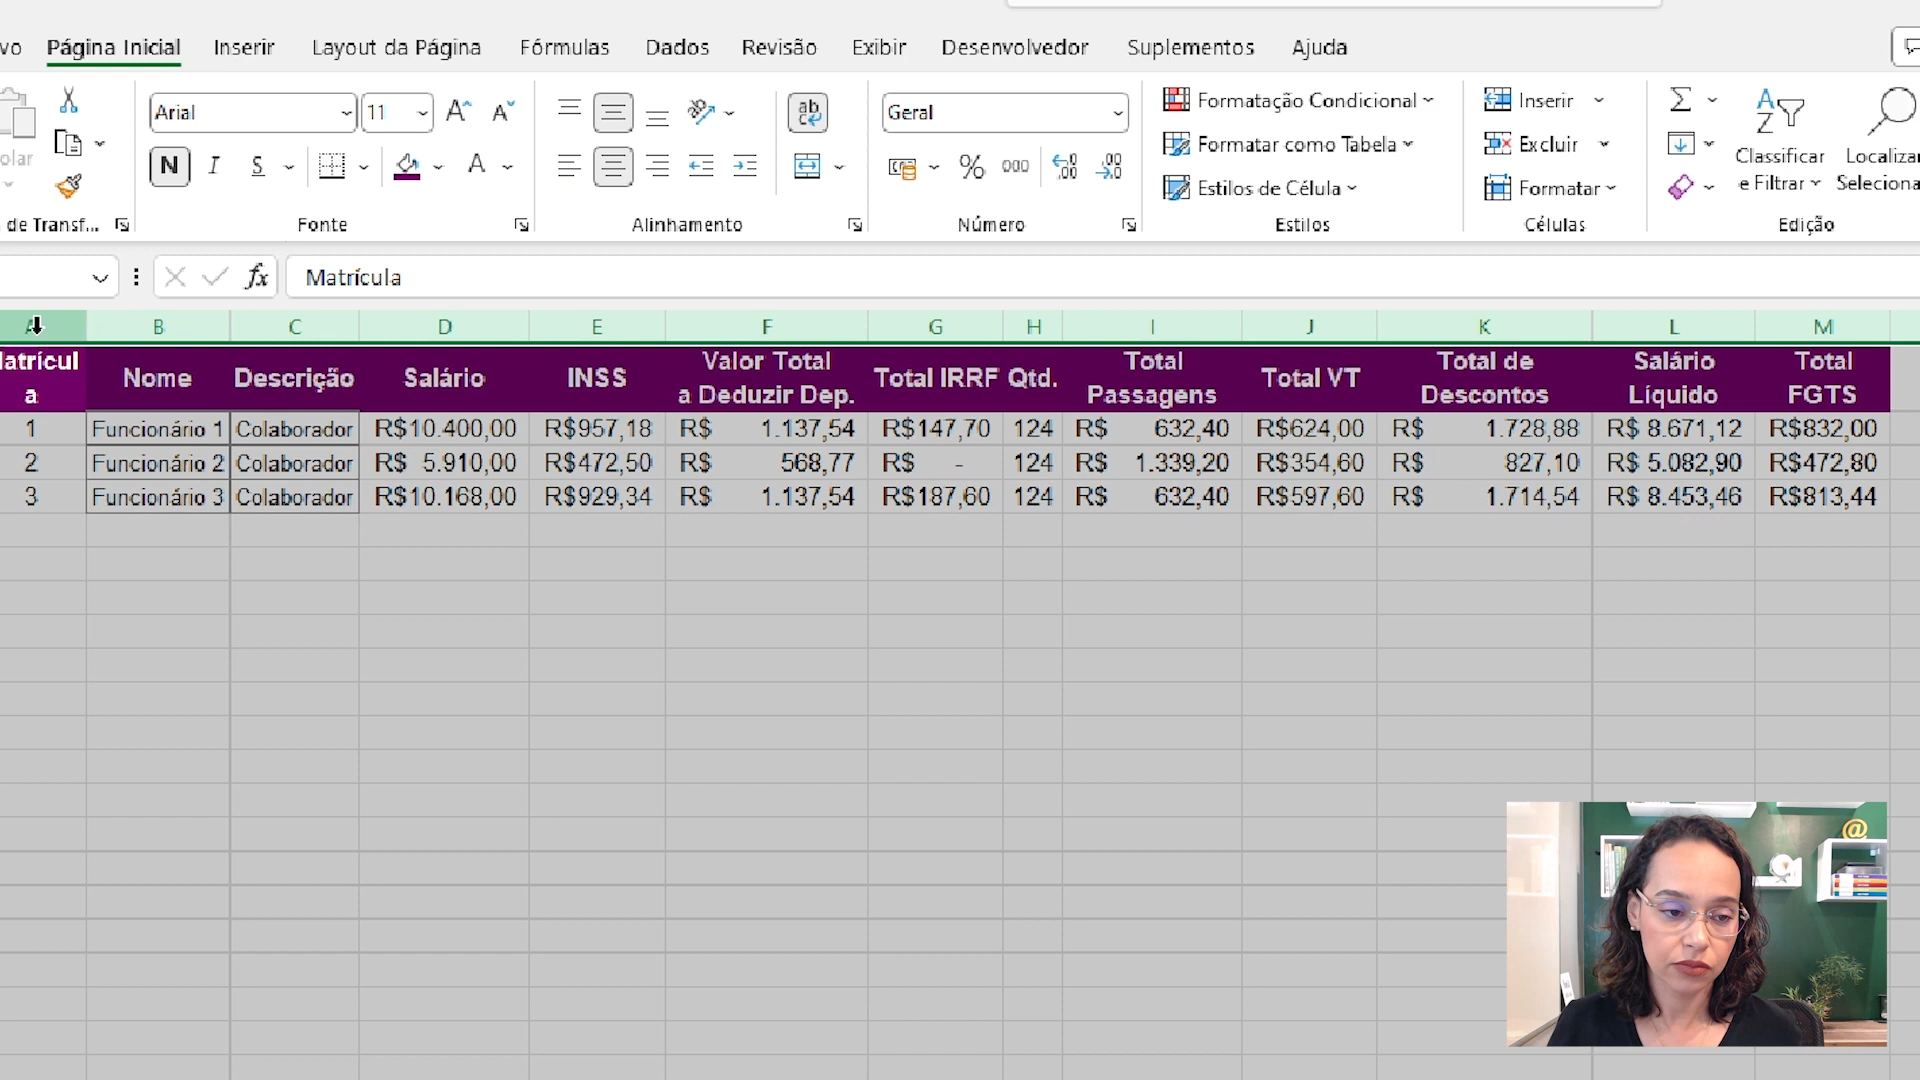 vo Página Inicial Inserir Layout da Página Fórmulas Dados Revisão Exibir Desenvolvedor Suplementos Ajuda
Arial 11 ab Geral Formatação Condicional Inserir
olar N I S A % 000 Formatar como Tabela Excluir Classificar e Filtrar Localizar Seleciona
Estilos de Célula Formatar
de Transf... Fonte Alinhamento Número Estilos Células Edição
fx Matrícula
A B C D E F G H I J K L M
Matrícul a Nome Descrição Salário INSS Valor Total a Deduzir Dep. Total IRRF Qtd. Total Passagens Total VT Total de Descontos Salário Líquido Total FGTS
1 Funcionário 1 Colaborador R$10.400,00 R$957,18 R$ 1.137,54 R$147,70 124 R$ 632,40 R$624,00 R$ 1.728,88 R$ 8.671,12 R$832,00
2 Funcionário 2 Colaborador R$ 5.910,00 R$472,50 R$ 568,77 R$ - 124 R$ 1.339,20 R$354,60 R$ 827,10 R$ 5.082,90 R$472,80
3 Funcionário 3 Colaborador R$10.168,00 R$929,34 R$ 1.137,54 R$187,60 124 R$ 632,40 R$597,60 R$ 1.714,54 R$ 8.453,46 R$813,44
@